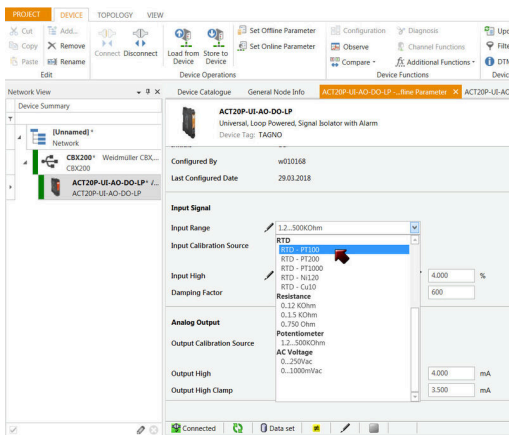 PROJECT DEVICE TOPOLOGY VIEW
Cut Add... Set Offline Parameter Configuration Diagnosis
Copy Remove Connect Disconnect Load from Device Store to Device Set Online Parameter Observe Channel Functions
Paste Rename Compare Additional Functions
Edit Device Operations Device Functions
Network View Device Catalogue General Node Info ACT20P-UI-AO-DO-LP -...fline Parameter ACT20P-UI-AO
Device Summary
[Unnamed]*
Network
CBX200* Weidmüller CBX,...
CBX200
ACT20P-UI-AO-DO-LP* /...
ACT20P-UI-AO-DO-LP
ACT20P-UI-AO-DO-LP
Universal, Loop Powered, Signal Isolator with Alarm
Device Tag: TAGNO
Configured By w010168
Last Configured Date 29.03.2018
Input Signal
Input Range 1.2...500KOhm
Input Calibration Source
Input High 4.000 %
Damping Factor 600
RTD
RTD - PT100
RTD - PT200
RTD - PT1000
RTD - Ni120
RTD - Cu10
Resistance
0..12 KOhm
0..1.5 KOhm
0..750 Ohm
Potentiometer
1.2...500KOhm
AC Voltage
0...250Vac
0...1000mVac
Analog Output
Output Calibration Source
Output High 4.000 mA
Output High Clamp 3.500 mA
Connected Data set